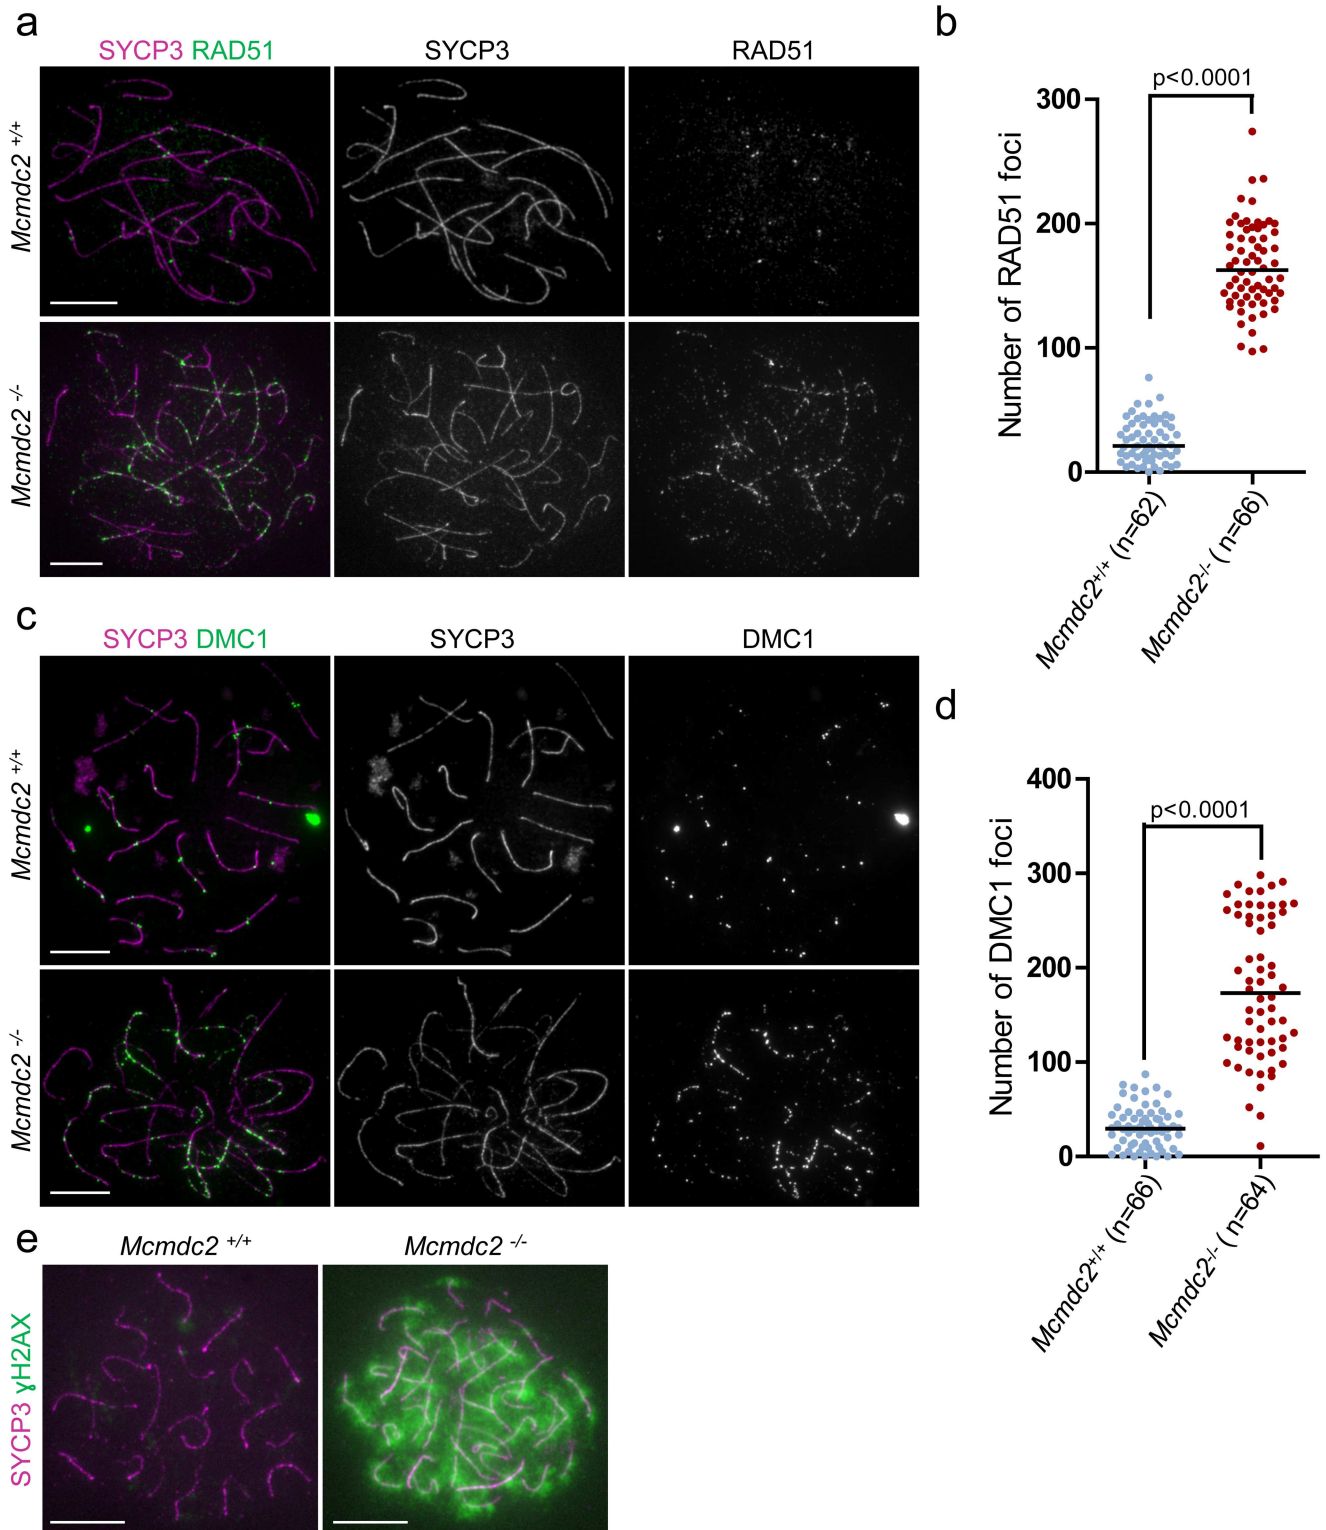 a
SYCP3 RAD51
SYCP3
RAD51
Mcmdc2 +/+
Mcmdc2 -/-
b
p<0.0001
300
200
100
0
Number of RAD51 foci
Mcmdc2+/+ (n=62)
Mcmdc2-/- ( n=66)
c
SYCP3 DMC1
SYCP3
DMC1
Mcmdc2 +/+
Mcmdc2 -/-
d
p<0.0001
400
300
200
100
0
Number of DMC1 foci
Mcmdc2+/+ (n=66)
Mcmdc2-/- ( n=64)
e
Mcmdc2 +/+
Mcmdc2 -/-
SYCP3 ɣH2AX